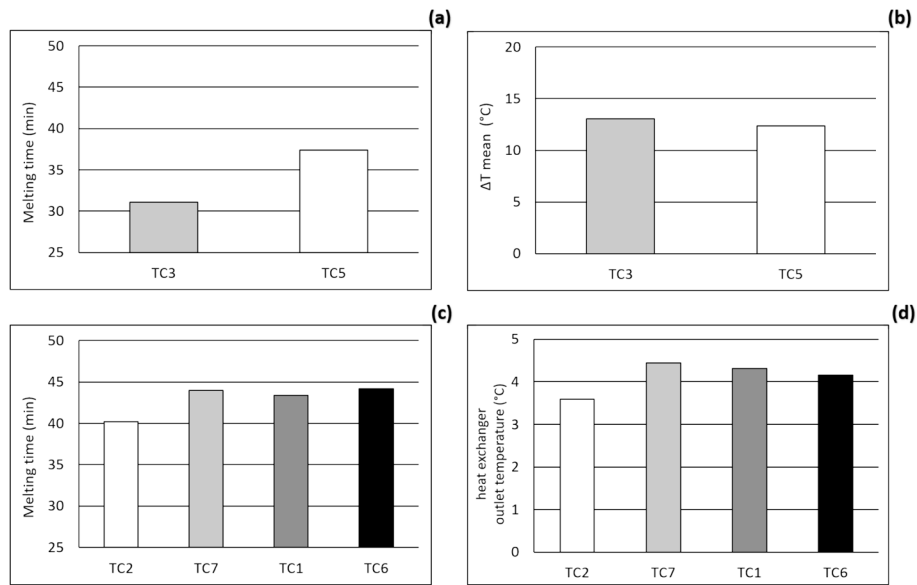 (a)
50
45
40
35
30
25
Melting time (min)
TC3 TC5
(b)
20
15
10
5
0
ΔT mean (°C)
TC3 TC5
(c)
50
45
40
35
30
25
Melting time (min)
TC2 TC7 TC1 TC6
(d)
5
4
3
2
1
0
heat exchanger
outlet temperature (°C)
TC2 TC7 TC1 TC6